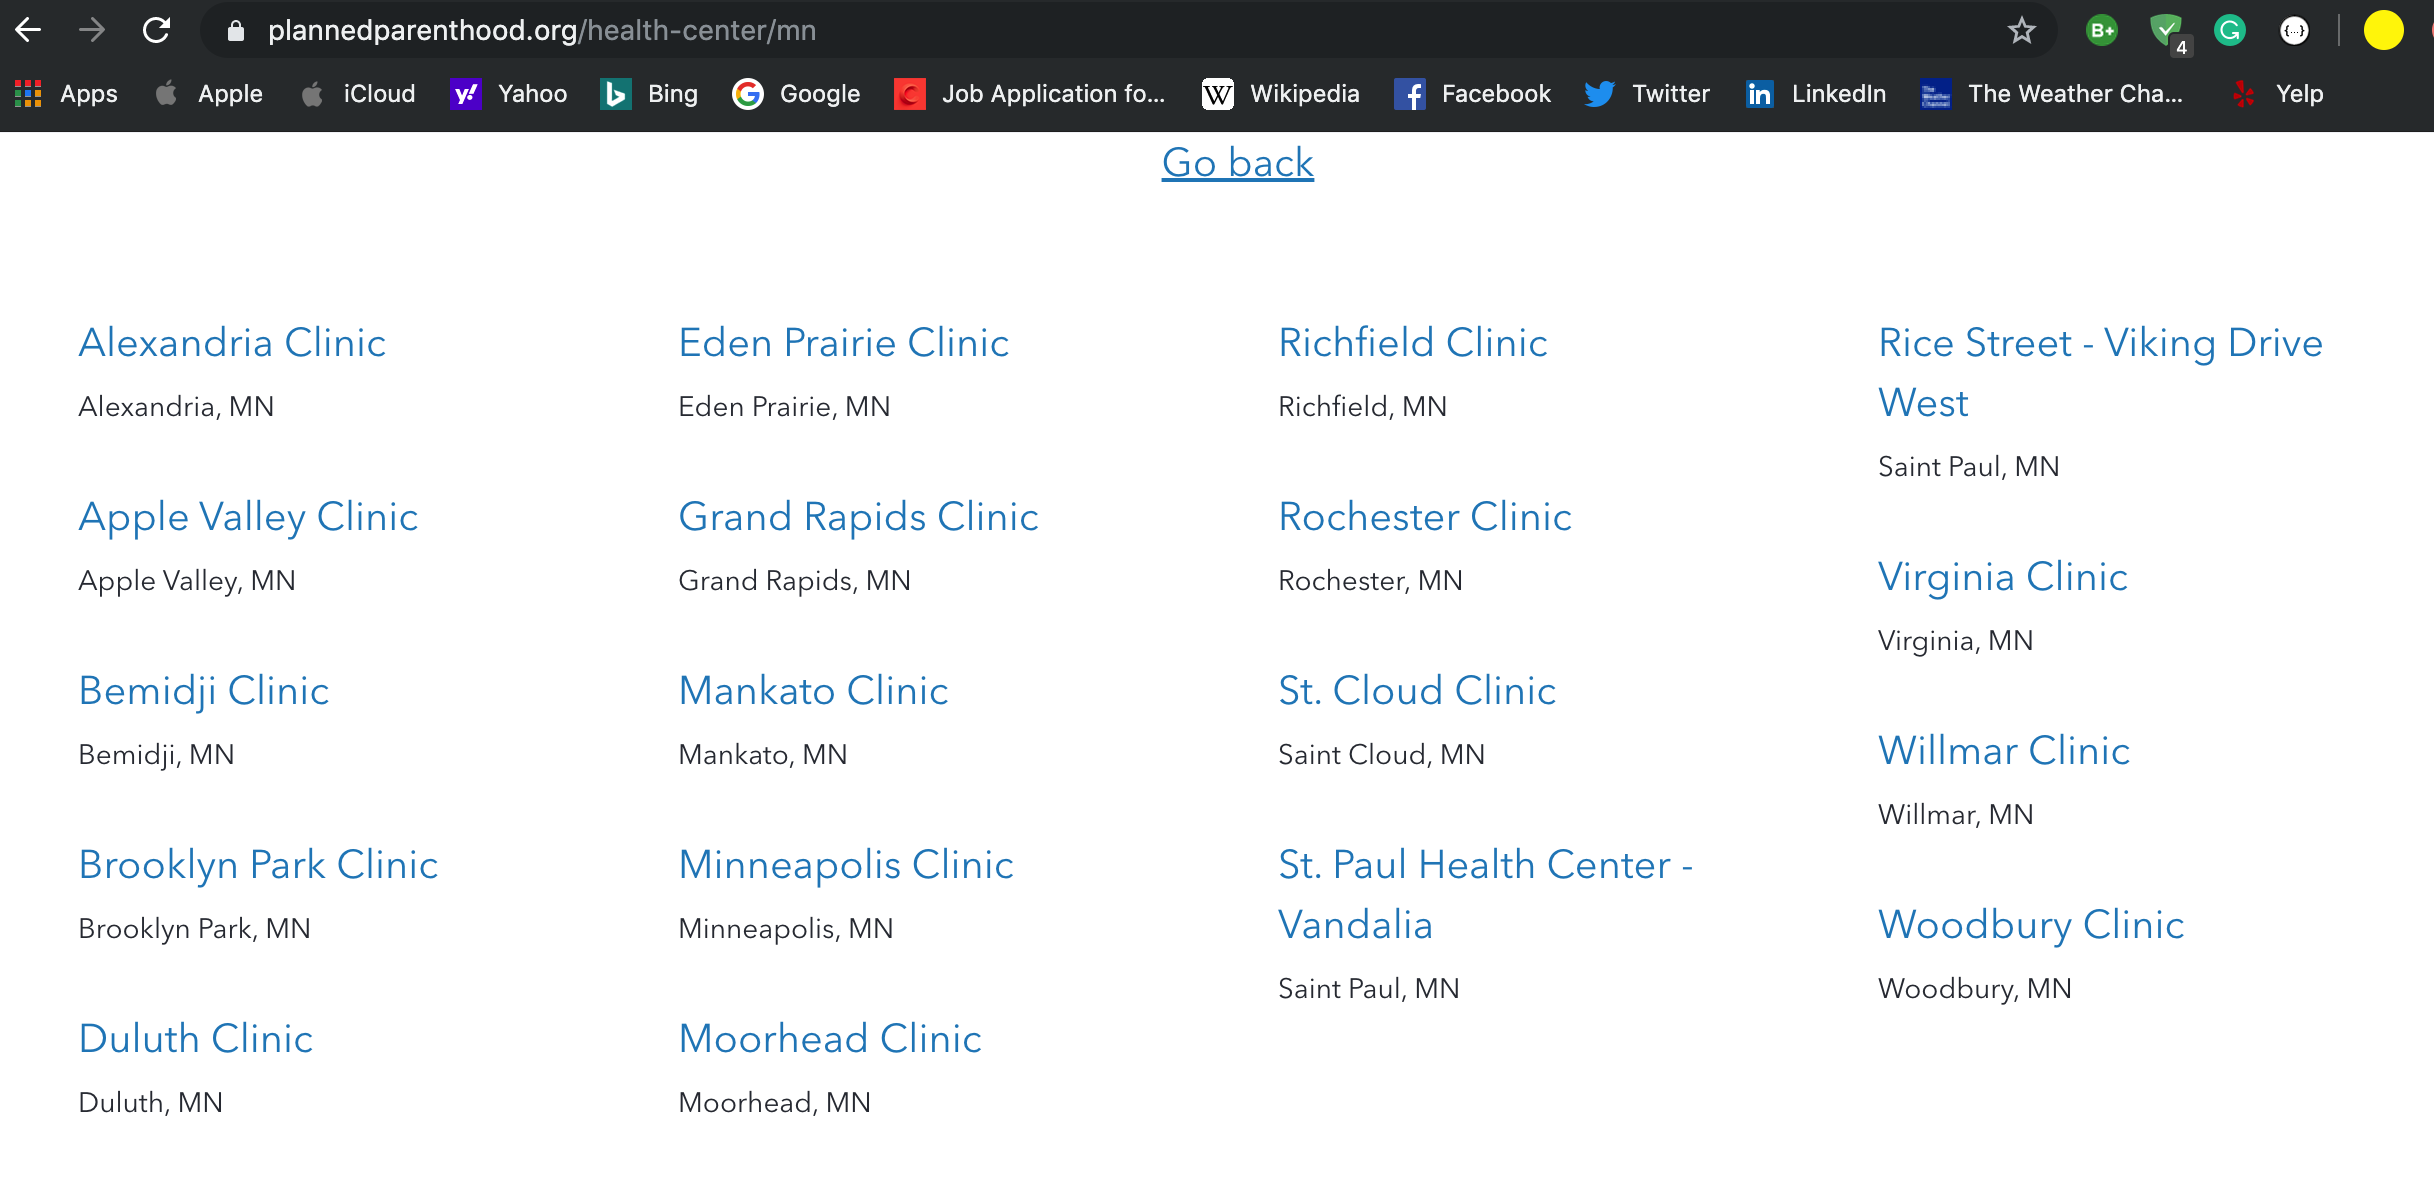 plannedparenthood.org/health-center/mn
B+
4
G
{...}
Apps
Apple
iCloud
y! Yahoo
b Bing
G Google
C Job Application fo...
W Wikipedia
f Facebook
Twitter
in LinkedIn
The Weather Channel The Weather Cha...
Yelp
Go back
Alexandria Clinic
Alexandria, MN
Apple Valley Clinic
Apple Valley, MN
Bemidji Clinic
Bemidji, MN
Brooklyn Park Clinic
Brooklyn Park, MN
Duluth Clinic
Duluth, MN
Eden Prairie Clinic
Eden Prairie, MN
Grand Rapids Clinic
Grand Rapids, MN
Mankato Clinic
Mankato, MN
Minneapolis Clinic
Minneapolis, MN
Moorhead Clinic
Moorhead, MN
Richfield Clinic
Richfield, MN
Rochester Clinic
Rochester, MN
St. Cloud Clinic
Saint Cloud, MN
St. Paul Health Center -
Vandalia
Saint Paul, MN
Rice Street - Viking Drive
West
Saint Paul, MN
Virginia Clinic
Virginia, MN
Willmar Clinic
Willmar, MN
Woodbury Clinic
Woodbury, MN